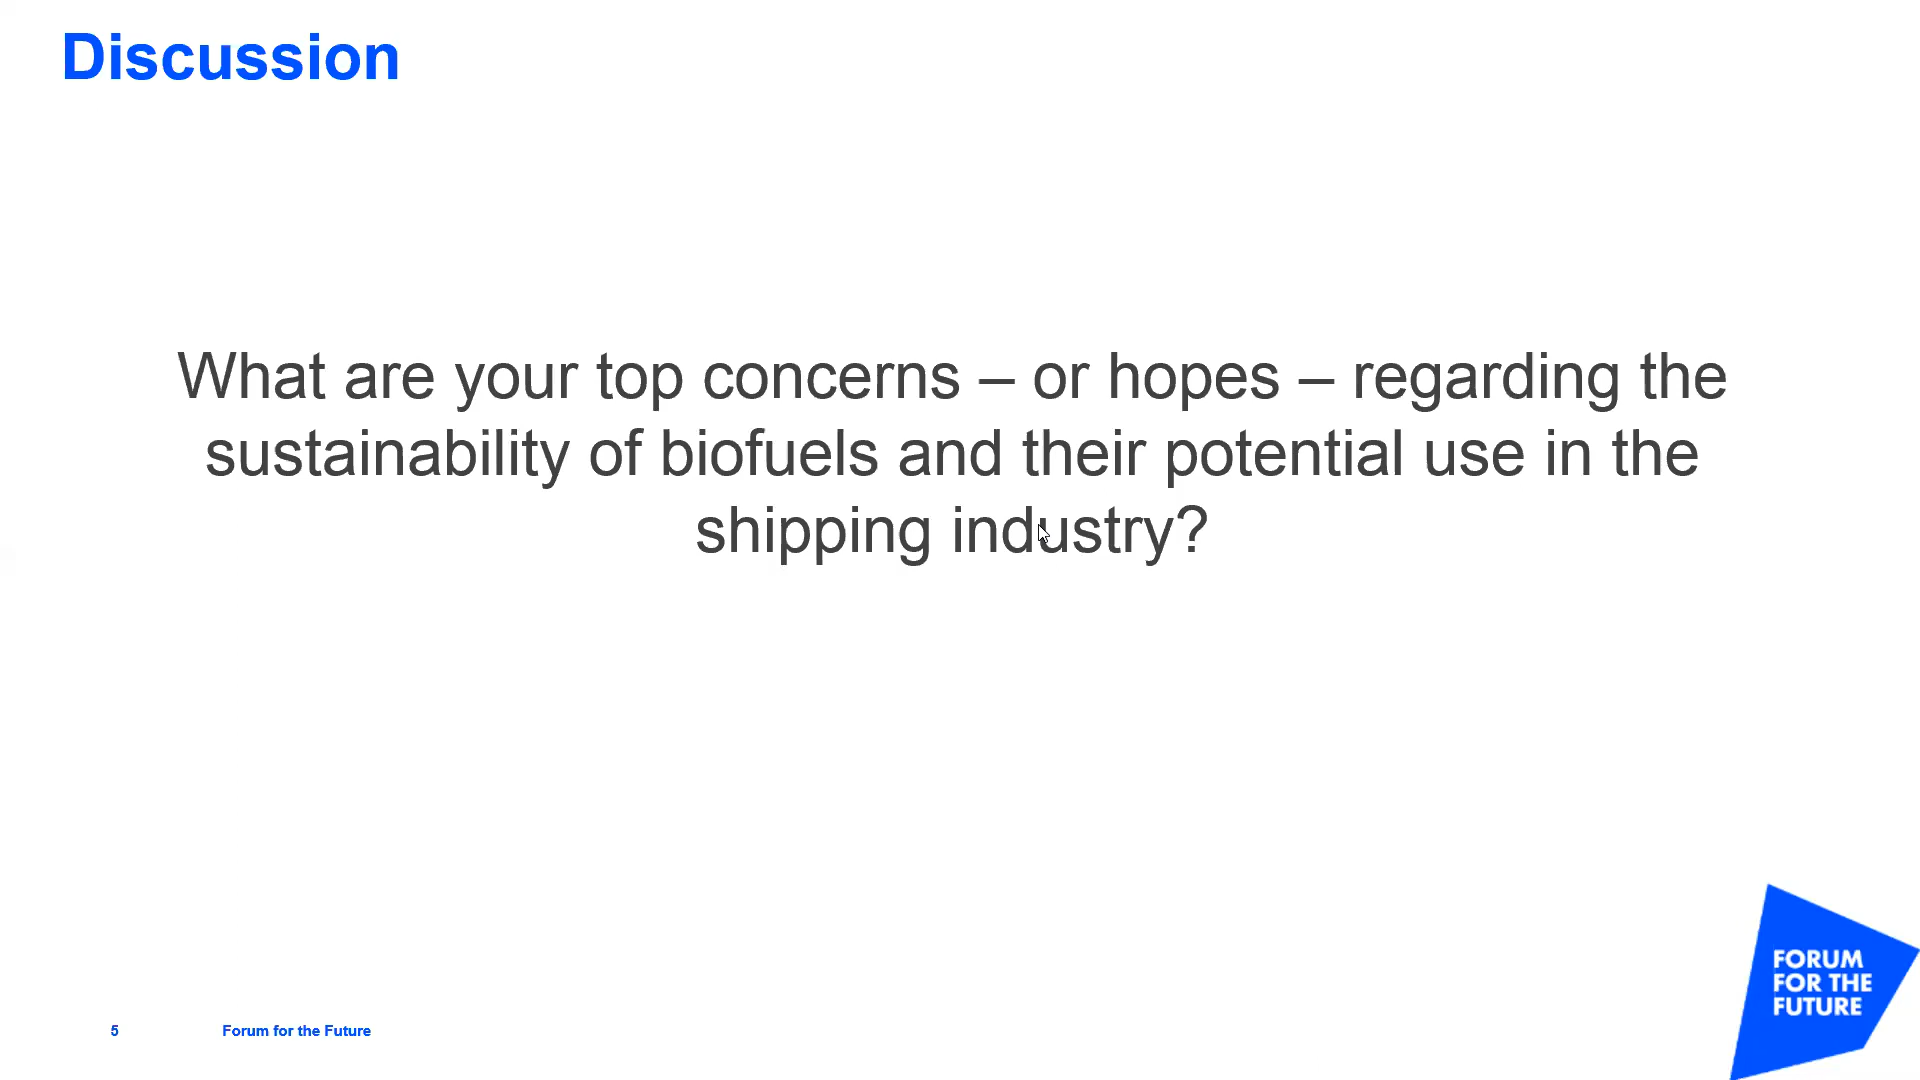 Discussion
What are your top concerns – or hopes – regarding the
sustainability of biofuels and their potential use in the
shipping industry?
FORUM
FOR THE
FUTURE
5 Forum for the Future